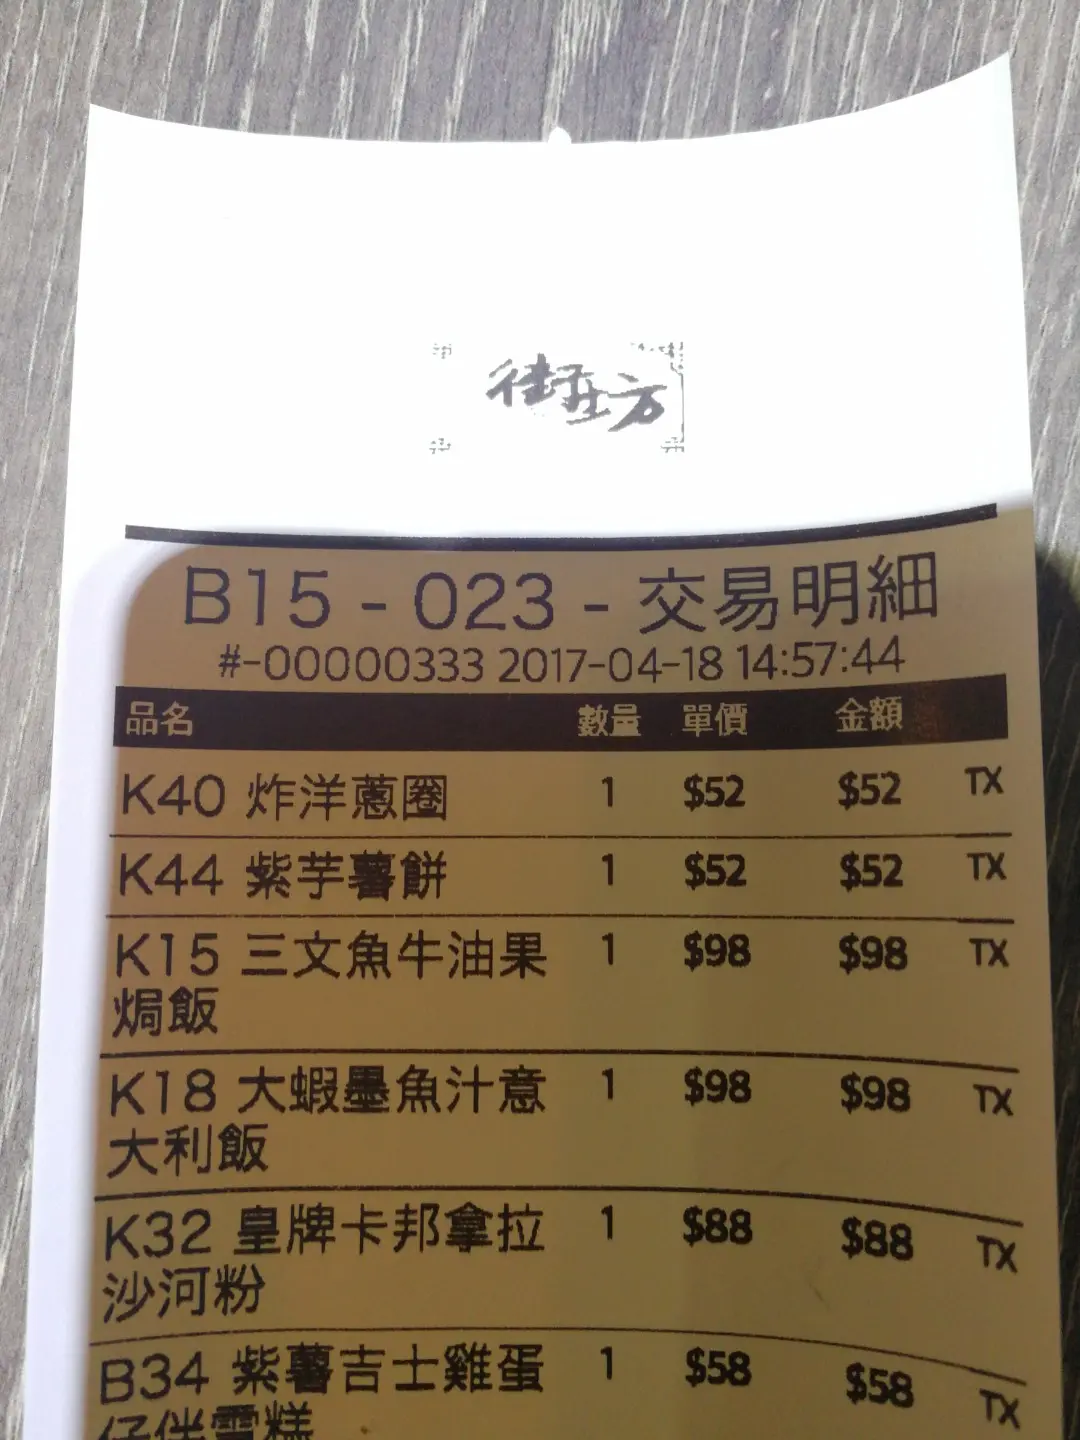 街坊
B15 - 023 - 交易明細
#-00000333 2017-04-18 14:57:44
品名 數量 單價 金額
K40 炸洋蔥圈 1 $52 $52 TX
K44 紫芋薯餅 1 $52 $52 TX
K15 三文魚牛油果 1 $98 $98 TX
焗飯
K18 大蝦墨魚汁意 1 $98 $98 TX
大利飯
K32 皇牌卡邦拿拉 1 $88 $88 TX
沙河粉
B34 紫薯吉士雞蛋 1 $58 $58 TX
仔伴雪糕